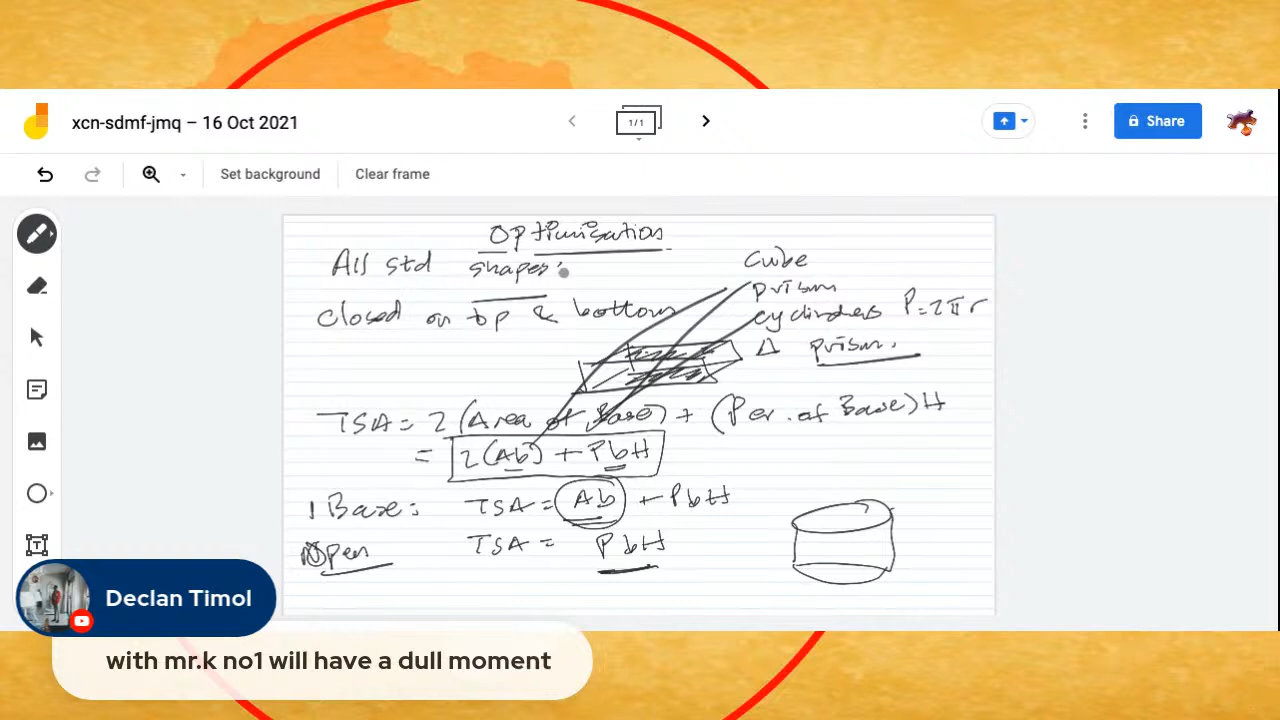 xcn-sdmf-jmq – 16 Oct 2021
1/1
Share
Set background
Clear frame
Optimisation
All std shapes:
closed on top & bottom
cube
prism
cylinders P=2πr
Δ prism.
TSA = 2(Area of Base) + (Per. of Base)H
= 2(Ab) + PbH
1 Base: TSA = Ab + PbH
Open TSA = PbH
Declan Timol
with mr.k no1 will have a dull moment